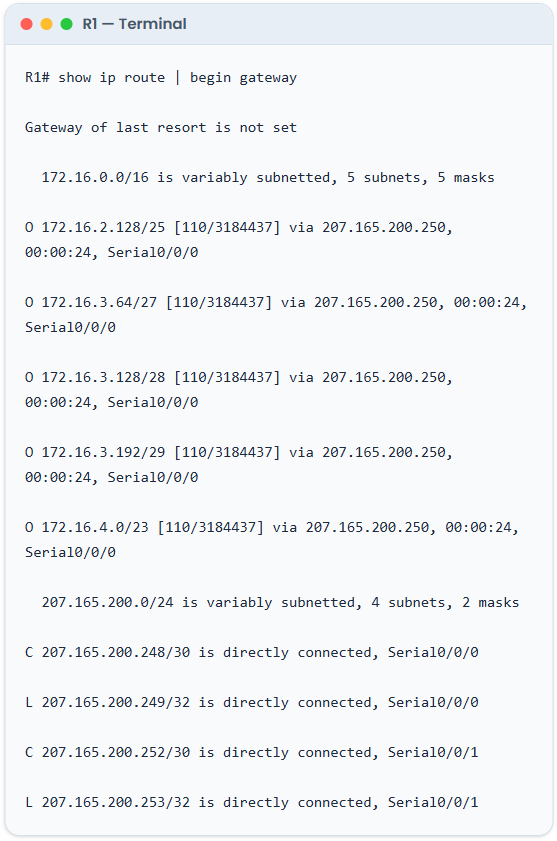 R1 — Terminal
R1# show ip route | begin gateway
Gateway of last resort is not set
172.16.0.0/16 is variably subnetted, 5 subnets, 5 masks
O 172.16.2.128/25 [110/3184437] via 207.165.200.250,
00:00:24, Serial0/0/0
O 172.16.3.64/27 [110/3184437] via 207.165.200.250, 00:00:24,
Serial0/0/0
O 172.16.3.128/28 [110/3184437] via 207.165.200.250,
00:00:24, Serial0/0/0
O 172.16.3.192/29 [110/3184437] via 207.165.200.250,
00:00:24, Serial0/0/0
O 172.16.4.0/23 [110/3184437] via 207.165.200.250, 00:00:24,
Serial0/0/0
207.165.200.0/24 is variably subnetted, 4 subnets, 2 masks
C 207.165.200.248/30 is directly connected, Serial0/0/0
L 207.165.200.249/32 is directly connected, Serial0/0/0
C 207.165.200.252/30 is directly connected, Serial0/0/1
L 207.165.200.253/32 is directly connected, Serial0/0/1